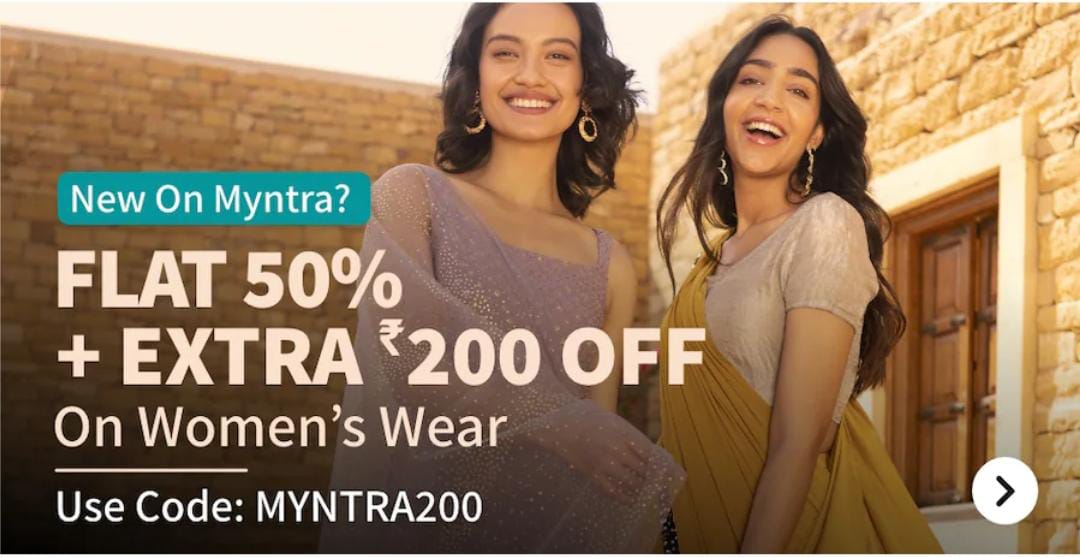 New On Myntra?
FLAT 50%
+ EXTRA ₹200 OFF
On Women's Wear
Use Code: MYNTRA200